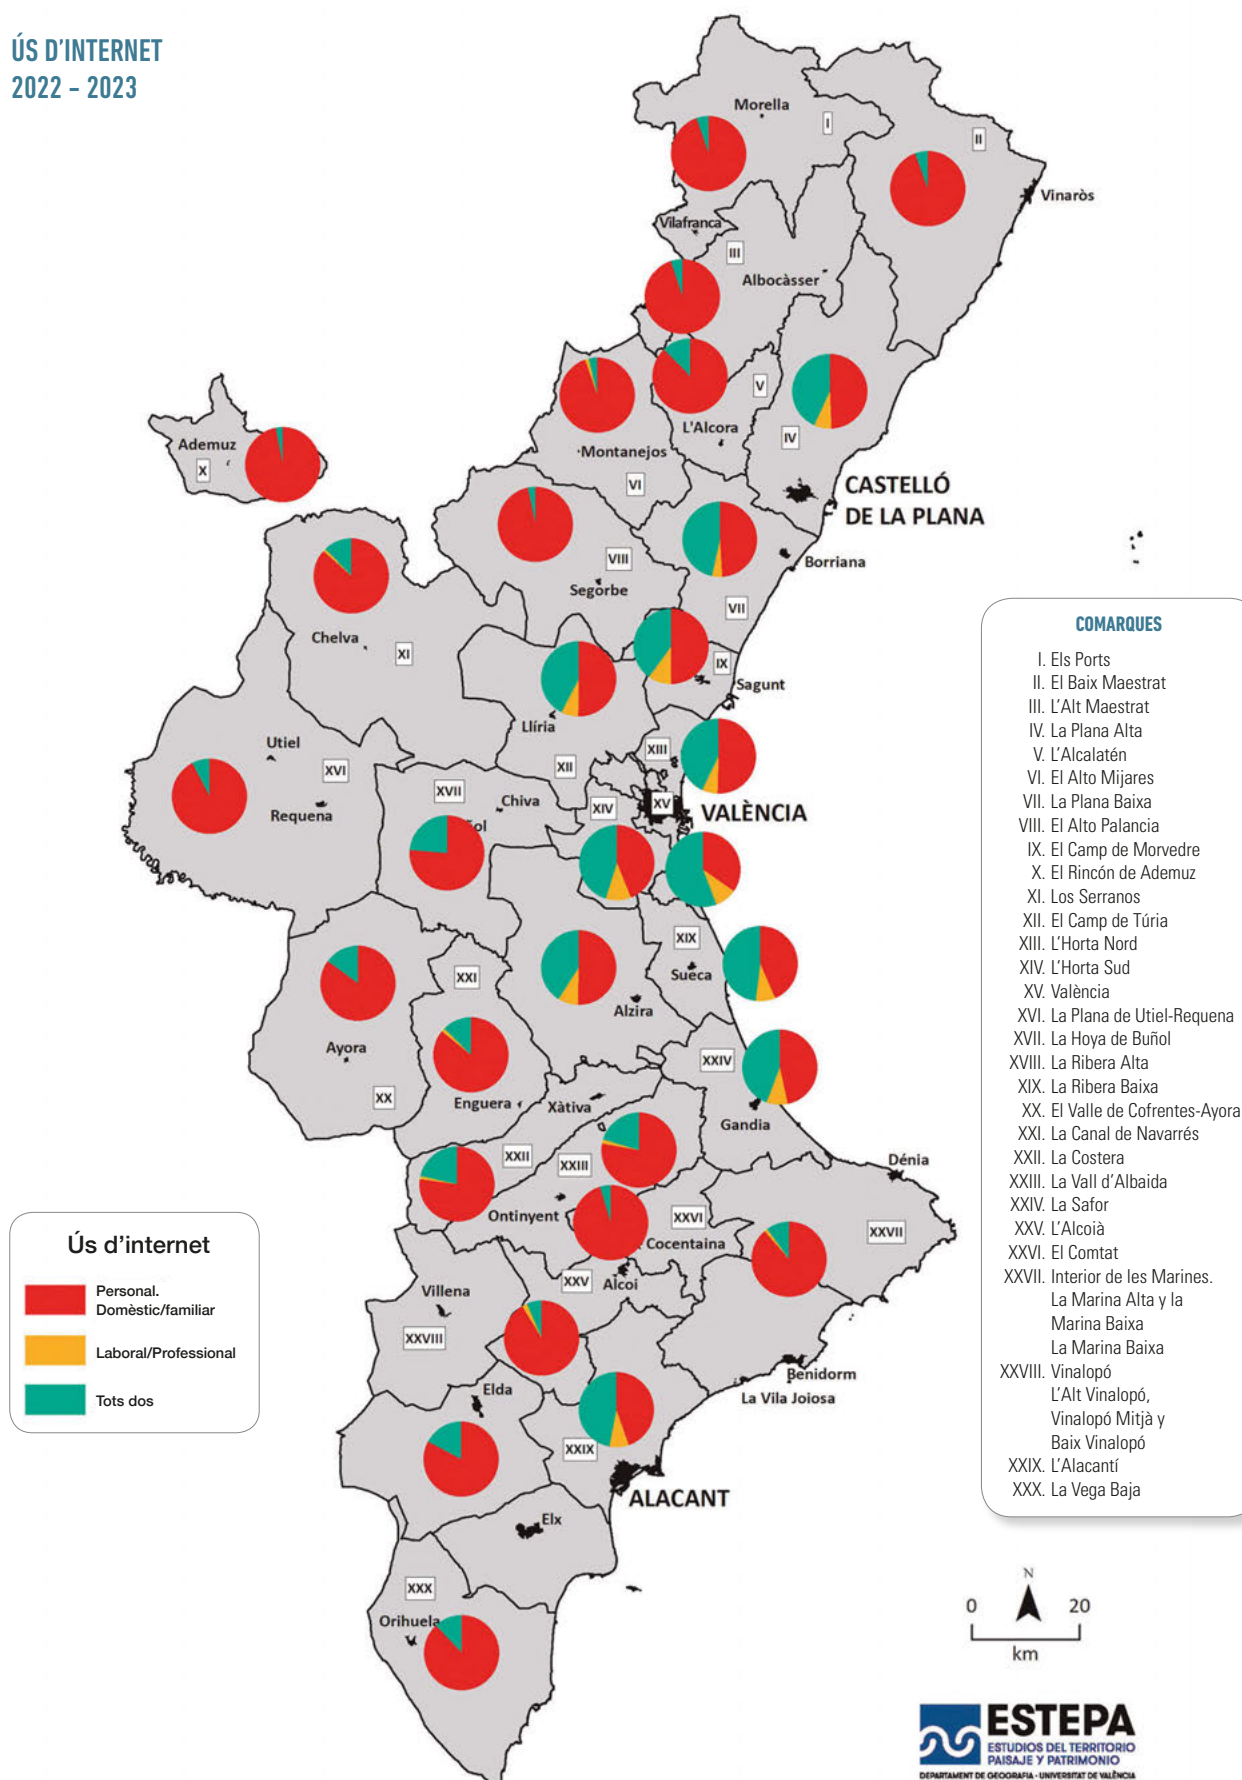 ÚS D'INTERNET
2022 - 2023
Morella
I
II
Vinaròs
Vilafranca
III
Albocàsser
V
L'Alcora
IV
Montanejos
VI
Ademuz
X
CASTELLÓ
DE LA PLANA
VIII
Segorbe
Borriana
VII
Chelva
XI
IX
Sagunt
Llíria
XII
XIII
Utiel
XVI
Requena
XVII
Chiva
ñol
XIV
XV
VALÈNCIA
XIX
Sueca
XXI
Alzira
Ayora
XX
Enguera
Xàtiva
XXIV
Gandia
XXII
XXIII
Ontinyent
Dénia
XXVI
Cocentaina
XXVII
XXV
Alcoi
Villena
XXVIII
Benidorm
La Vila Joiosa
Elda
XXIX
ALACANT
Elx
XXX
Orihuela
COMARQUES
I. Els Ports
II. El Baix Maestrat
III. L'Alt Maestrat
IV. La Plana Alta
V. L'Alcalatén
VI. El Alto Mijares
VII. La Plana Baixa
VIII. El Alto Palancia
IX. El Camp de Morvedre
X. El Rincón de Ademuz
XI. Los Serranos
XII. El Camp de Túria
XIII. L'Horta Nord
XIV. L'Horta Sud
XV. València
XVI. La Plana de Utiel-Requena
XVII. La Hoya de Buñol
XVIII. La Ribera Alta
XIX. La Ribera Baixa
XX. El Valle de Cofrentes-Ayora
XXI. La Canal de Navarrés
XXII. La Costera
XXIII. La Vall d'Albaida
XXIV. La Safor
XXV. L'Alcoià
XXVI. El Comtat
XXVII. Interior de les Marines.
La Marina Alta y la
Marina Baixa
La Marina Baixa
XXVIII. Vinalopó
L'Alt Vinalopó,
Vinalopó Mitjà y
Baix Vinalopó
XXIX. L'Alacantí
XXX. La Vega Baja
Ús d'internet
Personal.
Domèstic/familiar
Laboral/Professional
Tots dos
N
0 20
km
ESTEPA
ESTUDIOS DEL TERRITORIO
PAISAJE Y PATRIMONIO
DEPARTAMENT DE GEOGRAFIA - UNIVERSITAT DE VALÈNCIA